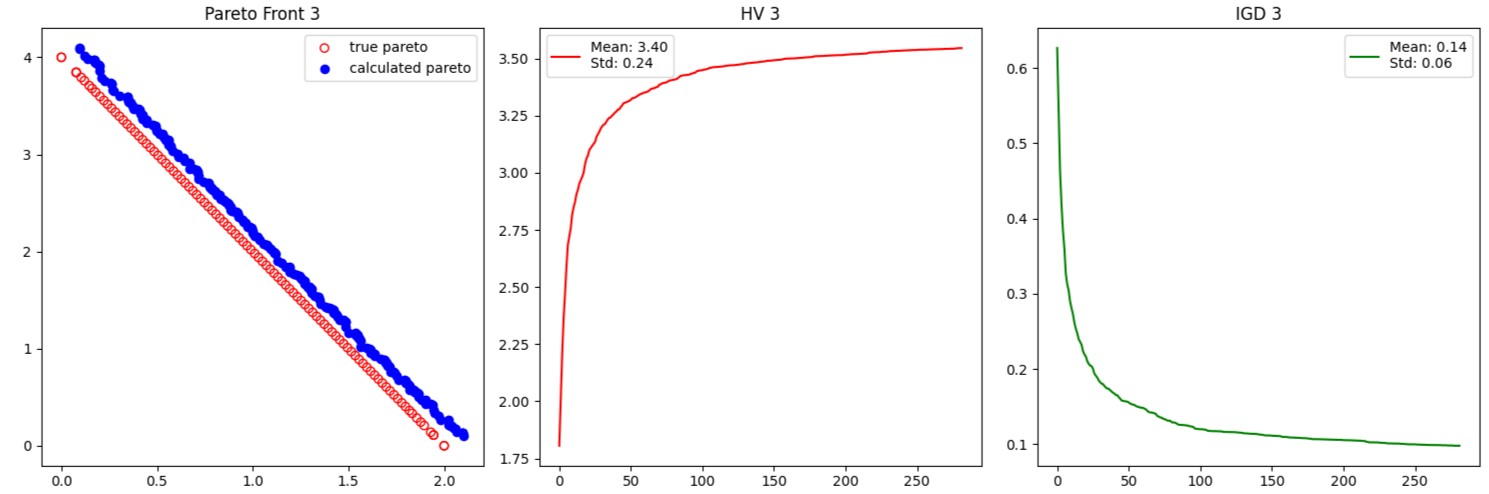 Pareto Front 3
true pareto
calculated pareto
4
3
2
1
0
0.0 0.5 1.0 1.5 2.0
HV 3
Mean: 3.40
Std: 0.24
3.50
3.25
3.00
2.75
2.50
2.25
2.00
1.75
0 50 100 150 200 250
IGD 3
Mean: 0.14
Std: 0.06
0.6
0.5
0.4
0.3
0.2
0.1
0 50 100 150 200 250